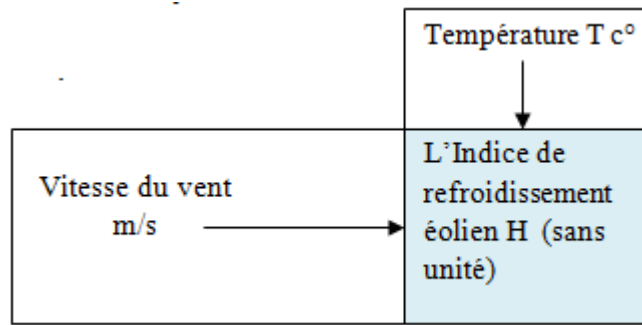 Température T c°
Vitesse du vent
m/s
L’Indice de
refroidissement
éolien H (sans
unité)